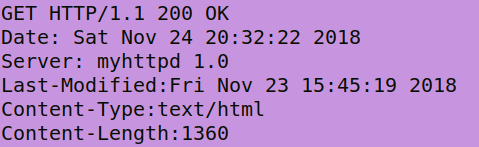 GET HTTP/1.1 200 OK
Date: Sat Nov 24 20:32:22 2018
Server: myhttpd 1.0
Last-Modified:Fri Nov 23 15:45:19 2018
Content-Type:text/html
Content-Length:1360